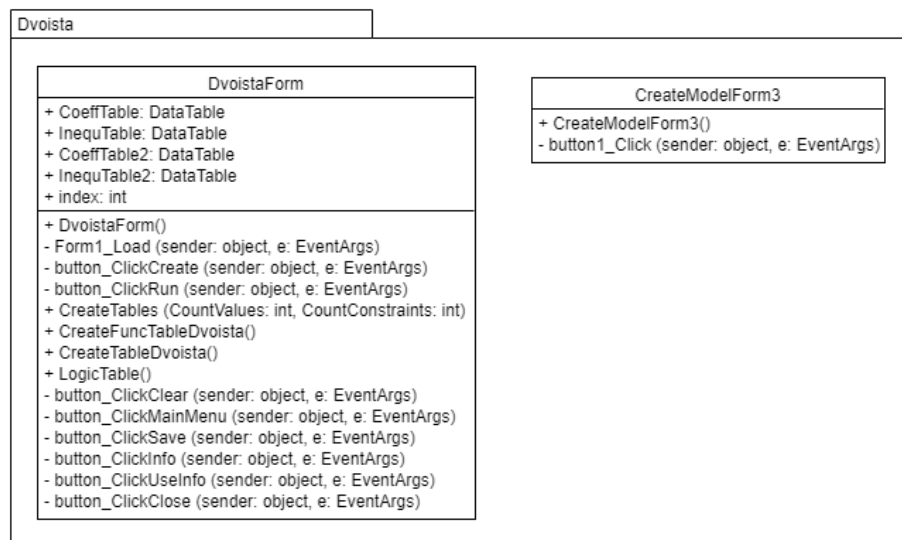 Dvoista
DvoistaForm
+ CoeffTable: DataTable
+ InequTable: DataTable
+ CoeffTable2: DataTable
+ InequTable2: DataTable
+ index: int
+ DvoistaForm()
- Form1_Load (sender: object, e: EventArgs)
- button_ClickCreate (sender: object, e: EventArgs)
- button_ClickRun (sender: object, e: EventArgs)
+ CreateTables (CountValues: int, CountConstraints: int)
+ CreateFuncTableDvoista()
+ CreateTableDvoista()
+ LogicTable()
- button_ClickClear (sender: object, e: EventArgs)
- button_ClickMainMenu (sender: object, e: EventArgs)
- button_ClickSave (sender: object, e: EventArgs)
- button_ClickInfo (sender: object, e: EventArgs)
- button_ClickUseInfo (sender: object, e: EventArgs)
- button_ClickClose (sender: object, e: EventArgs)
CreateModelForm3
+ CreateModelForm3()
- button1_Click (sender: object, e: EventArgs)